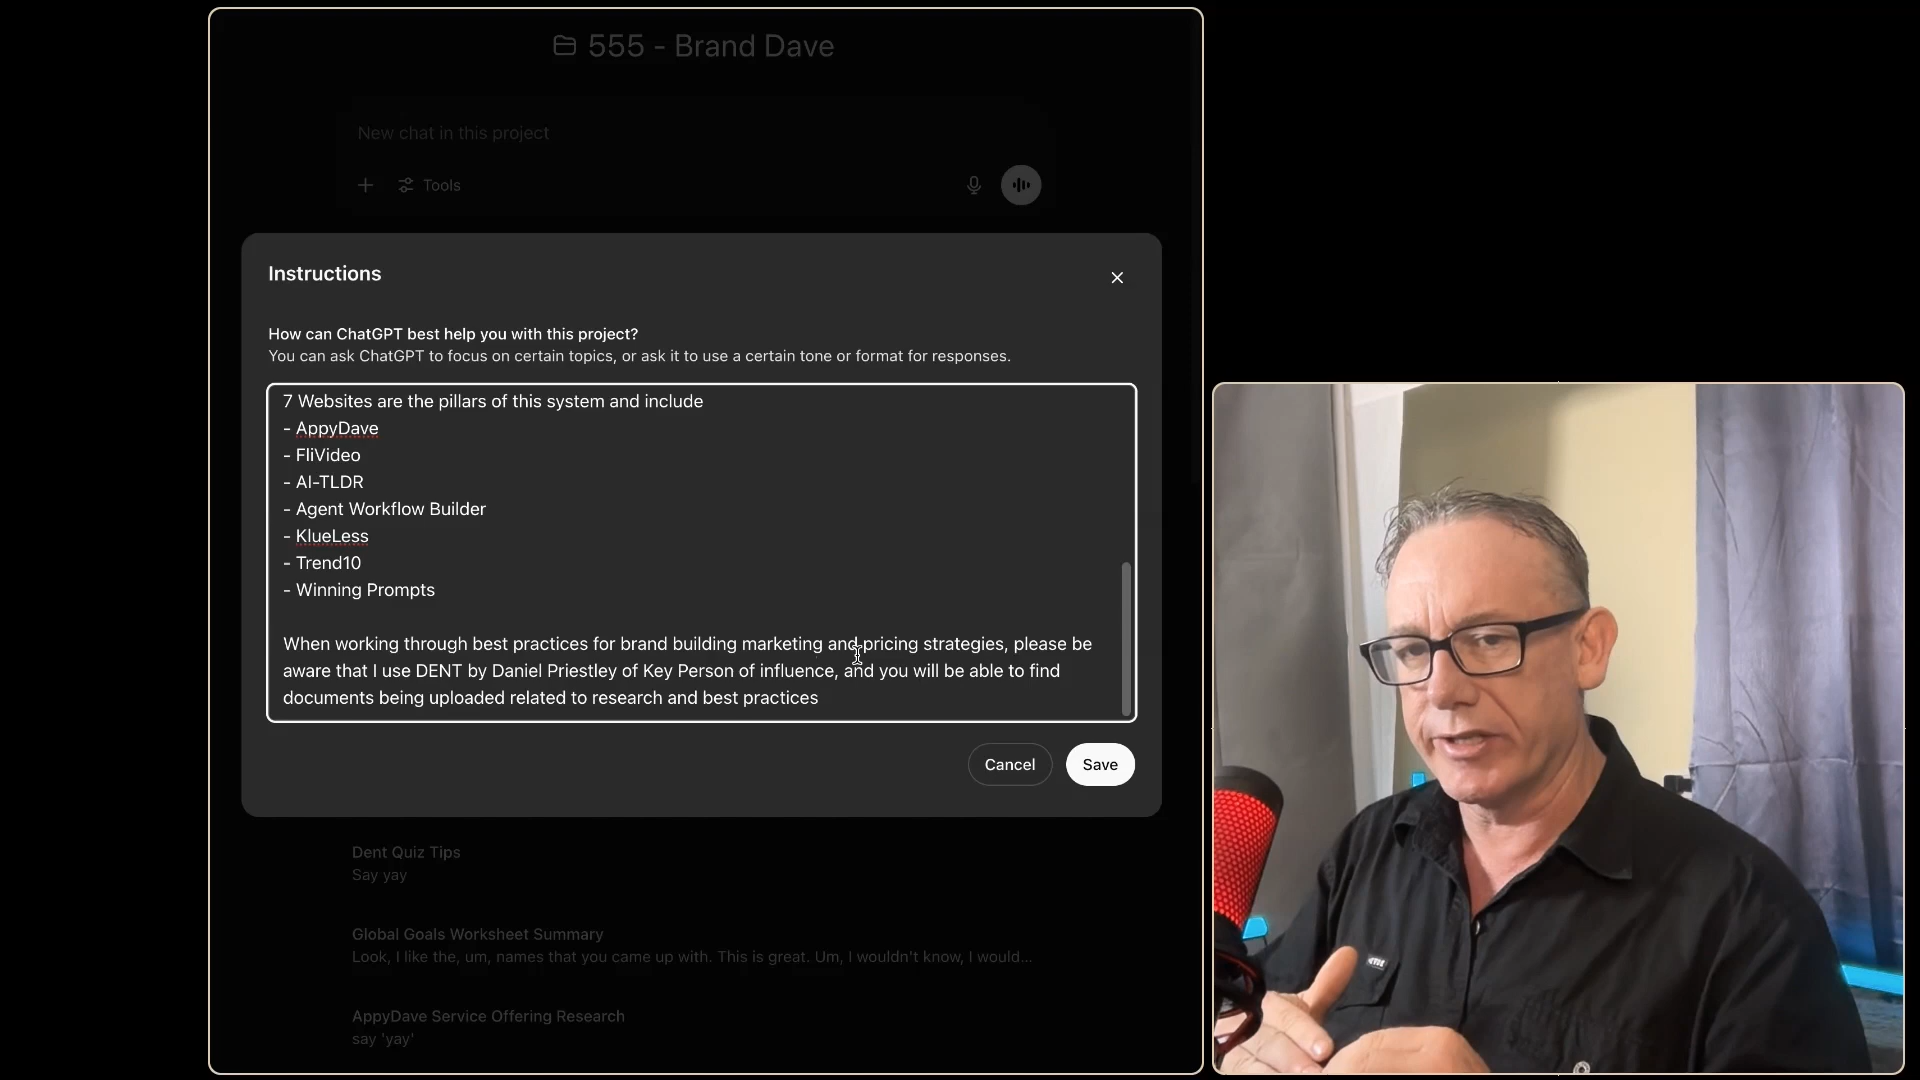 555 - Brand Dave
New chat in this project
Tools
Instructions
How can ChatGPT best help you with this project?
You can ask ChatGPT to focus on certain topics, or ask it to use a certain tone or format for responses.
7 Websites are the pillars of this system and include
- AppyDave
- FliVideo
- AI-TLDR
- Agent Workflow Builder
- KlueLess
- Trend10
- Winning Prompts
When working through best practices for brand building marketing and pricing strategies, please be
aware that I use DENT by Daniel Priestley of Key Person of influence, and you will be able to find
documents being uploaded related to research and best practices
Cancel
Save
Dent Quiz Tips
Say yay
Global Goals Worksheet Summary
Look, I like the, um, names that you came up with. This is great. Um, I wouldn't know, I would...
AppyDave Service Offering Research
say 'yay'